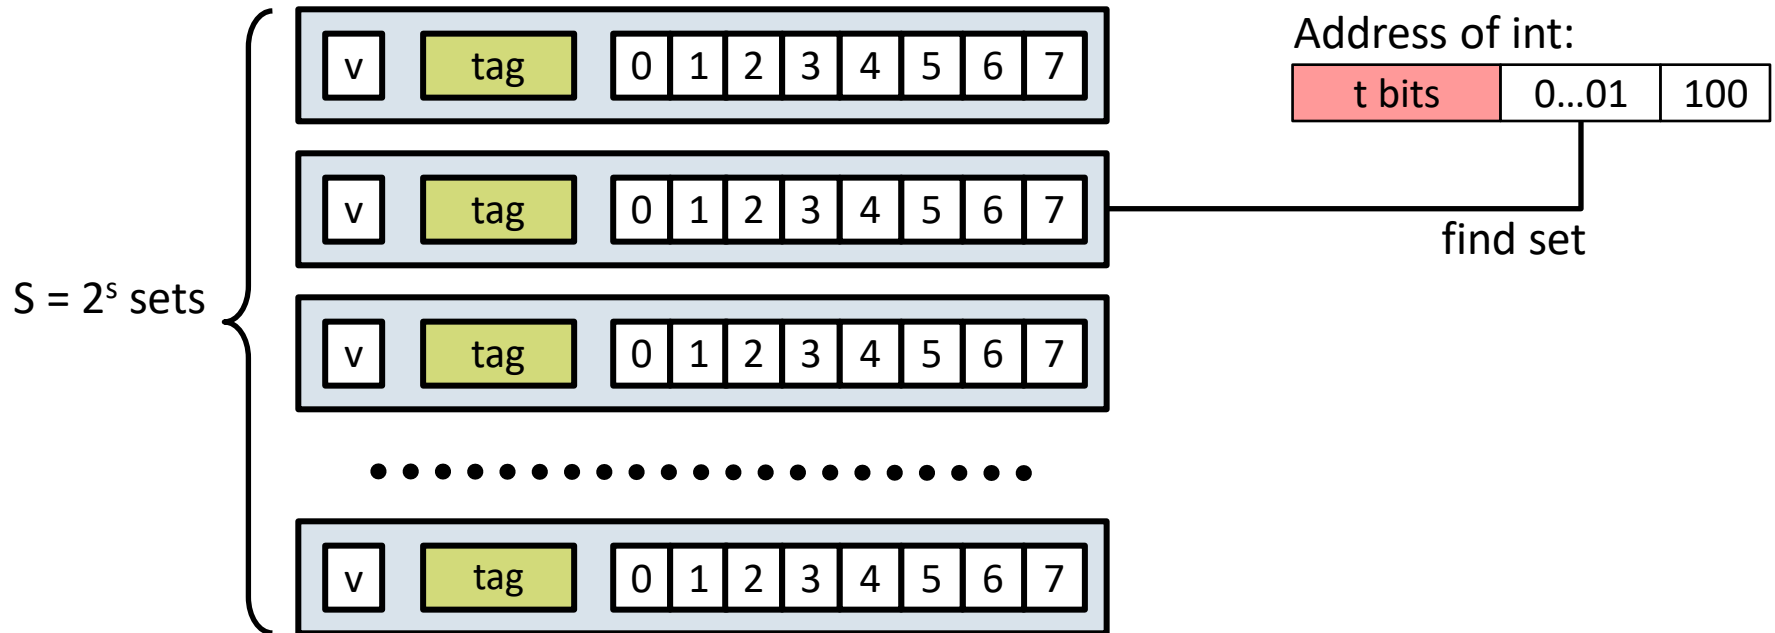 v tag 0 1 2 3 4 5 6 7
Address of int:
t bits 0...01 100
v tag 0 1 2 3 4 5 6 7
find set
S = 2ˢ sets
v tag 0 1 2 3 4 5 6 7
v tag 0 1 2 3 4 5 6 7